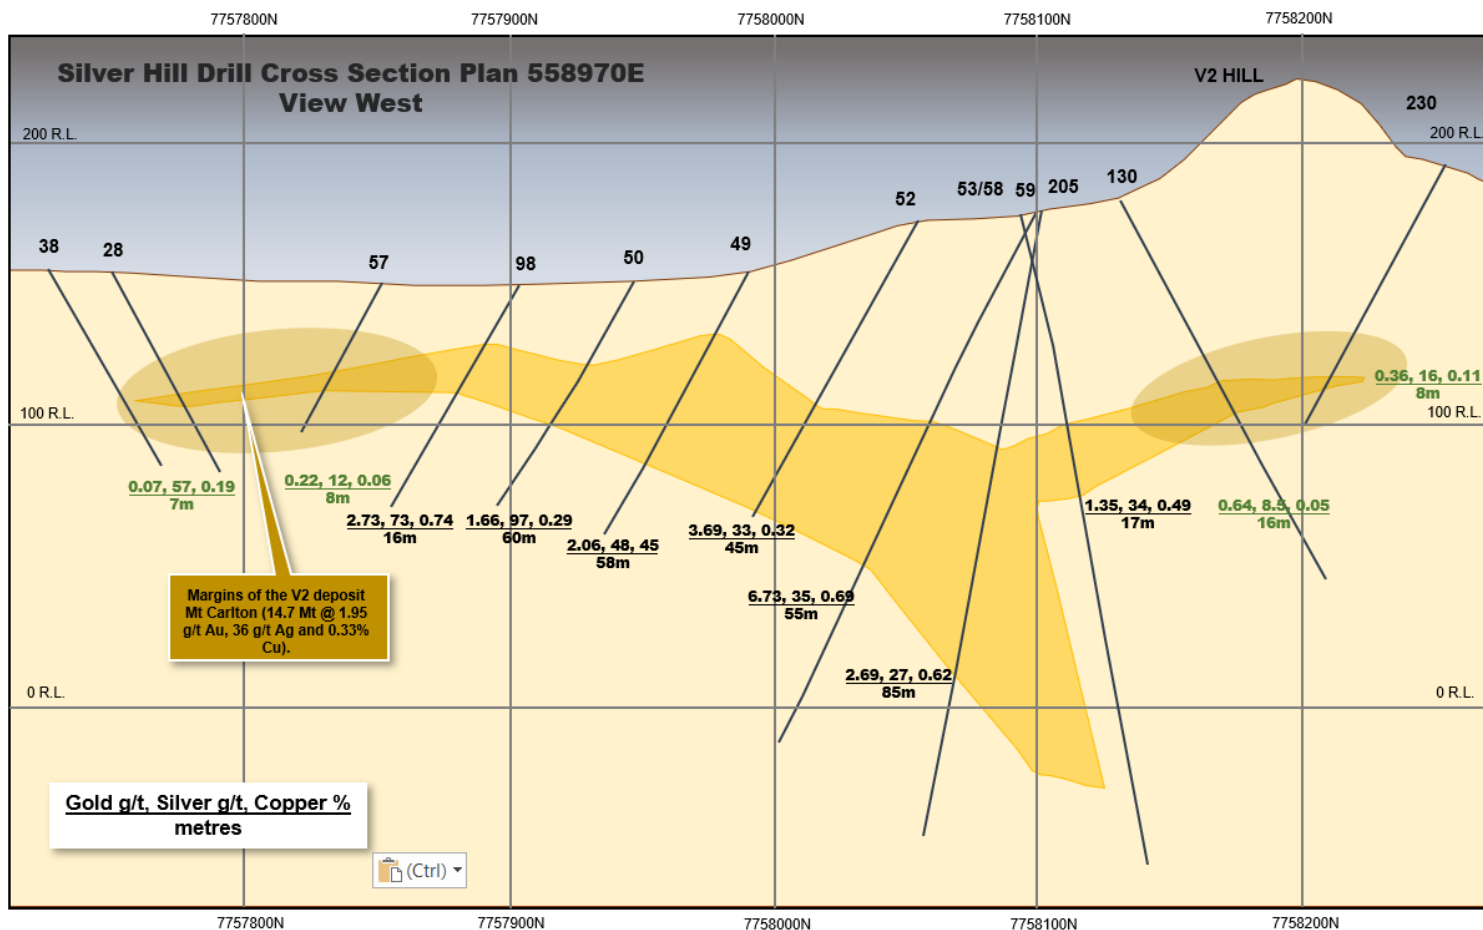 7757800N 7757900N 7758000N 7758100N 7758200N
Silver Hill Drill Cross Section Plan 558970E
View West
V2 HILL
230
200 R.L. 200 R.L.
38 28 57 98 50 49 52 53/58 59 205 130
100 R.L. 100 R.L.
0.36, 16, 0.11
8m
0.07, 57, 0.19
7m
0.22, 12, 0.06
8m
2.73, 73, 0.74
16m
1.66, 97, 0.29
60m
2.06, 48, 45
58m
3.69, 33, 0.32
45m
1.35, 34, 0.49
17m
0.64, 8.5, 0.05
16m
6.73, 35, 0.69
55m
2.69, 27, 0.62
85m
Margins of the V2 deposit
Mt Carlton (14.7 Mt @ 1.95
g/t Au, 36 g/t Ag and 0.33%
Cu).
0 R.L. 0 R.L.
Gold g/t, Silver g/t, Copper %
metres
(Ctrl)
7757800N 7757900N 7758000N 7758100N 7758200N